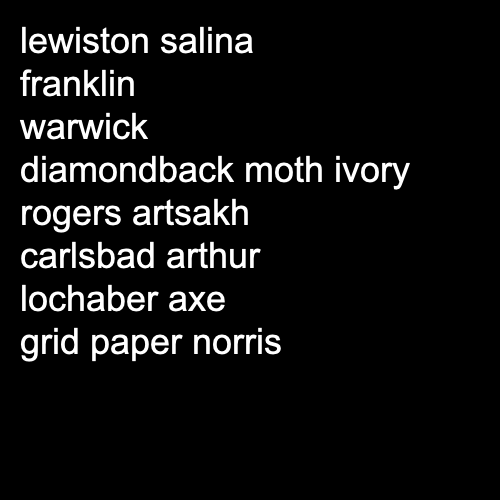 lewiston salina
franklin
warwick
diamondback moth ivory
rogers artsakh
carlsbad arthur
lochaber axe
grid paper norris